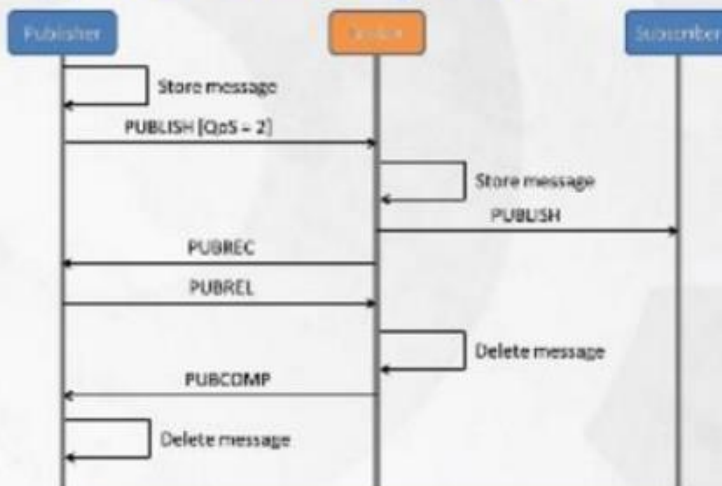 Publisher
Subscriber
Store message
PUBLISH [QoS = 2]
Store message
PUBLISH
PUBREC
PUBREL
Delete message
PUBCOMP
Delete message